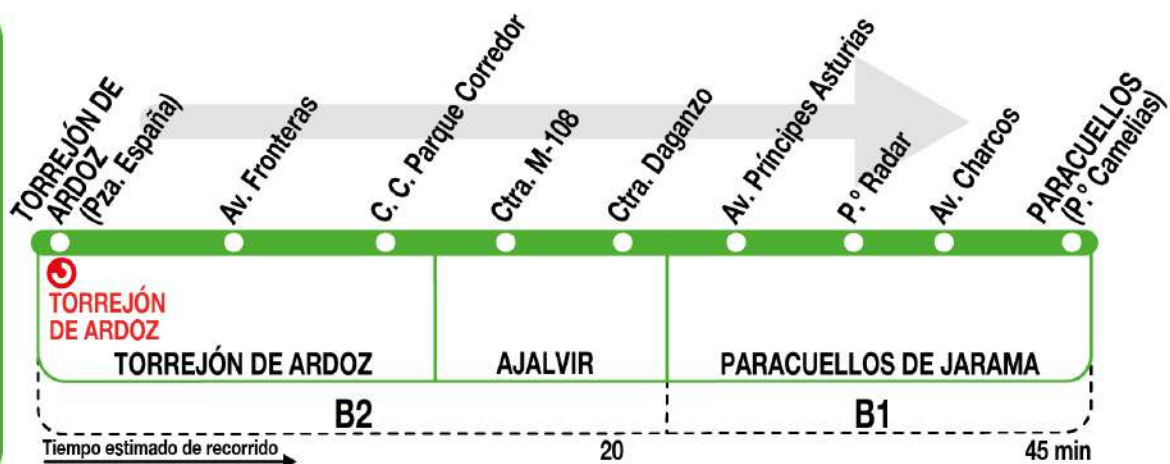 TORREJÓN DE
ARDOZ
(Pza. España)
Av. Fronteras
C. C. Parque Corredor
Ctra. M-108
Ctra. Daganzo
Av. Príncipes Asturias
P.º Radar
Av. Charcos
PARACUELLOS
(P.º Camelias)
TORREJÓN
DE ARDOZ
TORREJÓN DE ARDOZ
AJALVIR
PARACUELLOS DE JARAMA
B2
B1
Tiempo estimado de recorrido
20
45 min